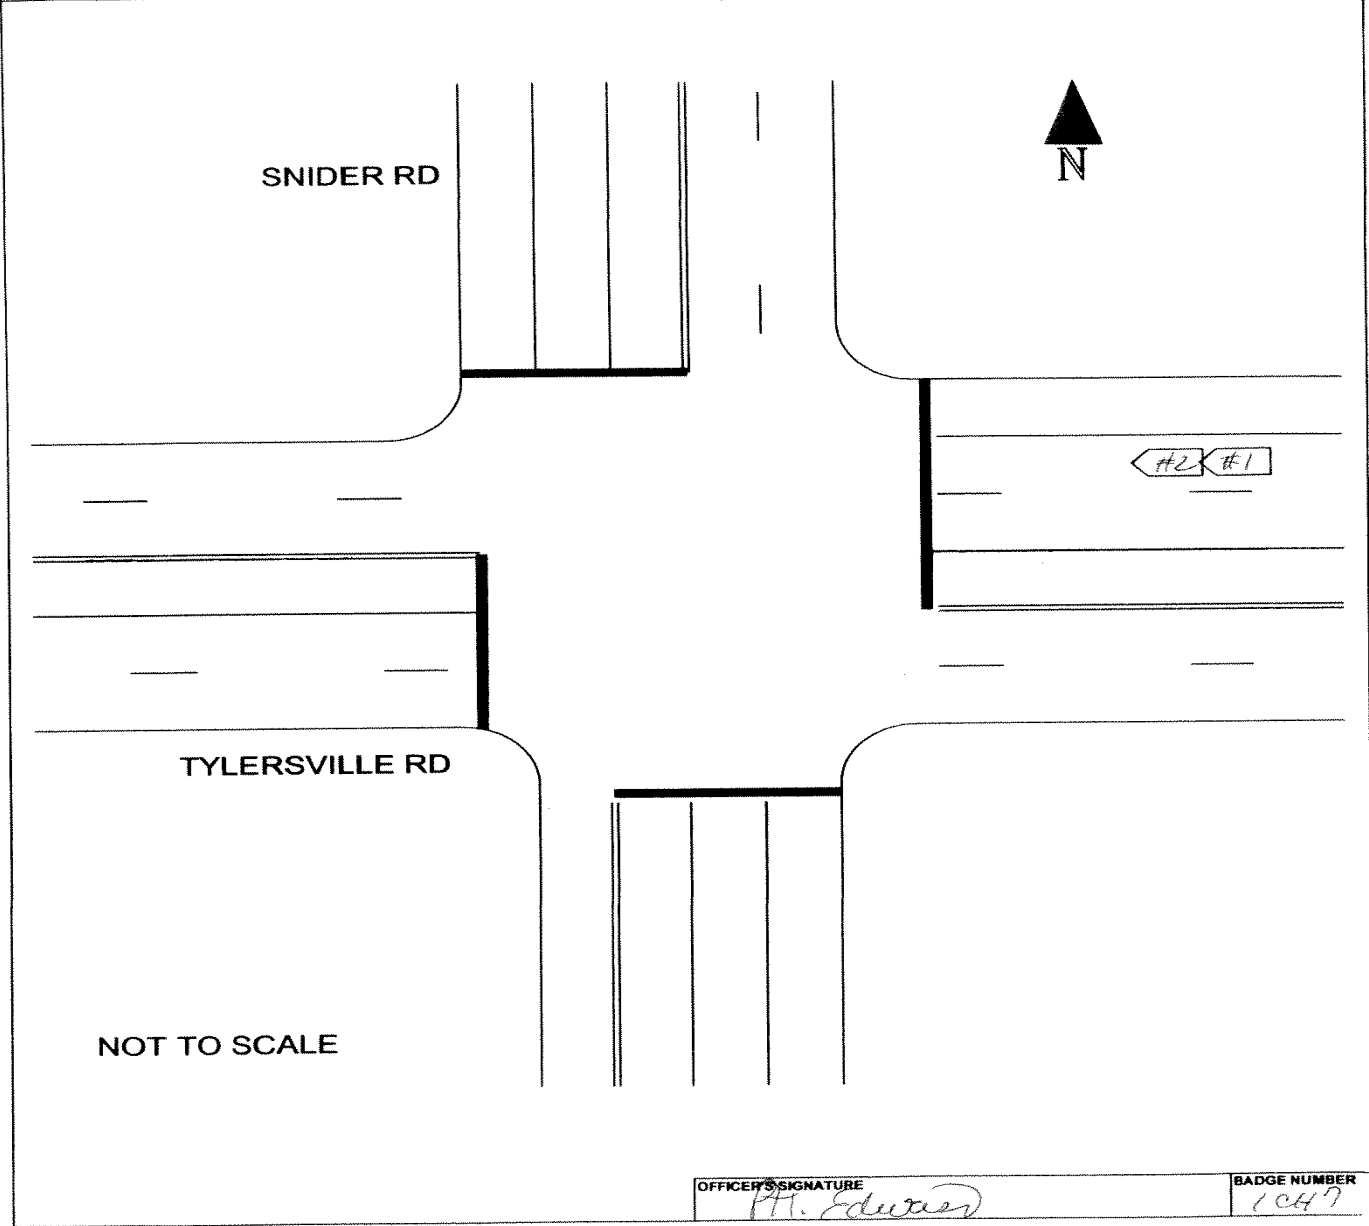 SNIDER RD
N
#2 #1
TYLERSVILLE RD
NOT TO SCALE
OFFICER'S SIGNATURE
BADGE NUMBER